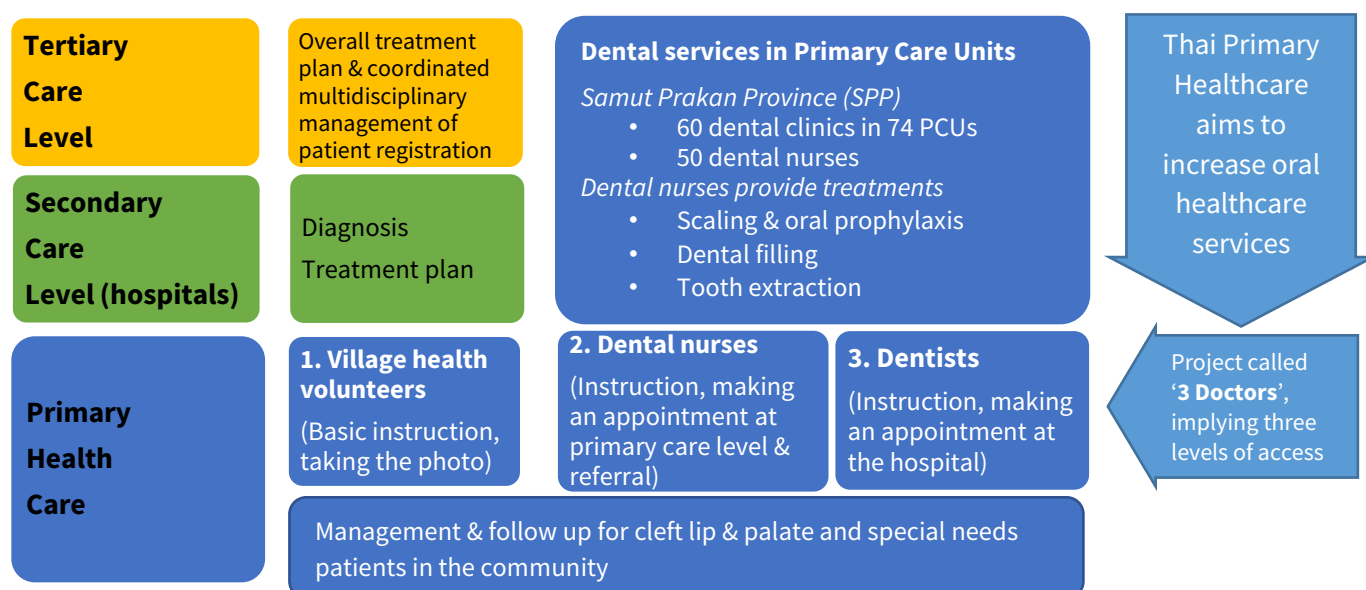 Tertiary
Care
Level
Overall treatment
plan & coordinated
multidisciplinary
management of
patient registration
Secondary
Care
Level (hospitals)
Diagnosis
Treatment plan
Dental services in Primary Care Units
Samut Prakan Province (SPP)
• 60 dental clinics in 74 PCUs
• 50 dental nurses
Dental nurses provide treatments
• Scaling & oral prophylaxis
• Dental filling
• Tooth extraction
Thai Primary
Healthcare
aims to
increase oral
healthcare
services
Primary
Health
Care
1. Village health
volunteers
(Basic instruction,
taking the photo)
2. Dental nurses
(Instruction, making
an appointment at
primary care level &
referral)
3. Dentists
(Instruction, making
an appointment at
the hospital)
Project called
‘3 Doctors’,
implying three
levels of access
Management & follow up for cleft lip & palate and special needs
patients in the community